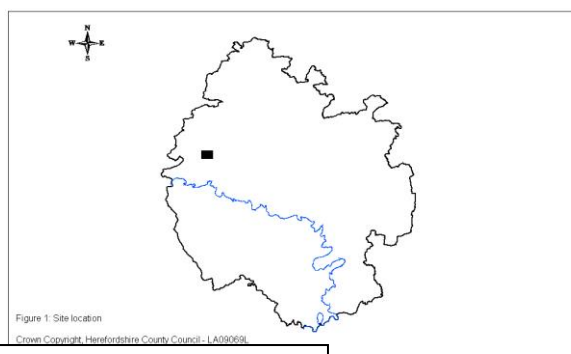 N
W E
S
Figure 1: Site location
Crown Copyright, Herefordshire County Council - LA09069L